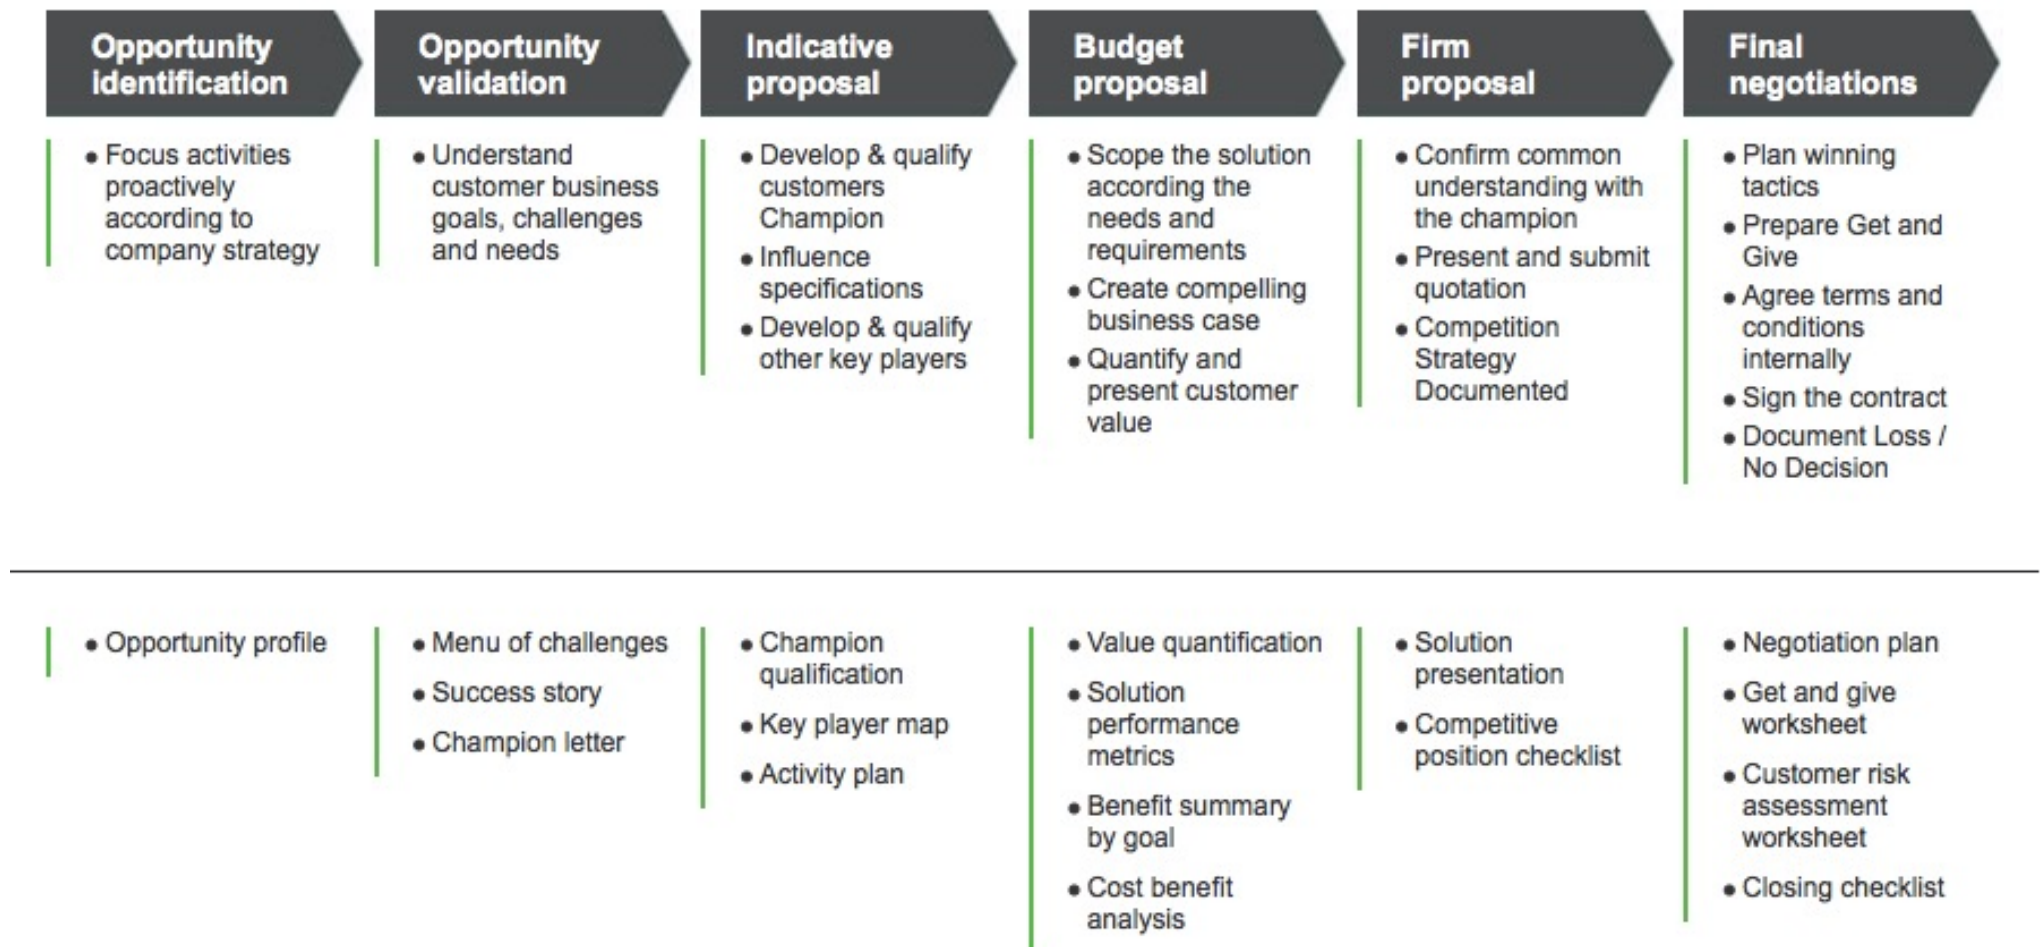 Opportunity
identification
Opportunity
validation
Indicative
proposal
Budget
proposal
Firm
proposal
Final
negotiations
• Focus activities
proactively
according to
company strategy
• Understand
customer business
goals, challenges
and needs
• Develop & qualify
customers
Champion
• Influence
specifications
• Develop & qualify
other key players
• Scope the solution
according the
needs and
requirements
• Create compelling
business case
• Quantify and
present customer
value
• Confirm common
understanding with
the champion
• Present and submit
quotation
• Competition
Strategy
Documented
• Plan winning
tactics
• Prepare Get and
Give
• Agree terms and
conditions
internally
• Sign the contract
• Document Loss /
No Decision
• Opportunity profile
• Menu of challenges
• Success story
• Champion letter
• Champion
qualification
• Key player map
• Activity plan
• Value quantification
• Solution
performance
metrics
• Benefit summary
by goal
• Cost benefit
analysis
• Solution
presentation
• Competitive
position checklist
• Negotiation plan
• Get and give
worksheet
• Customer risk
assessment
worksheet
• Closing checklist